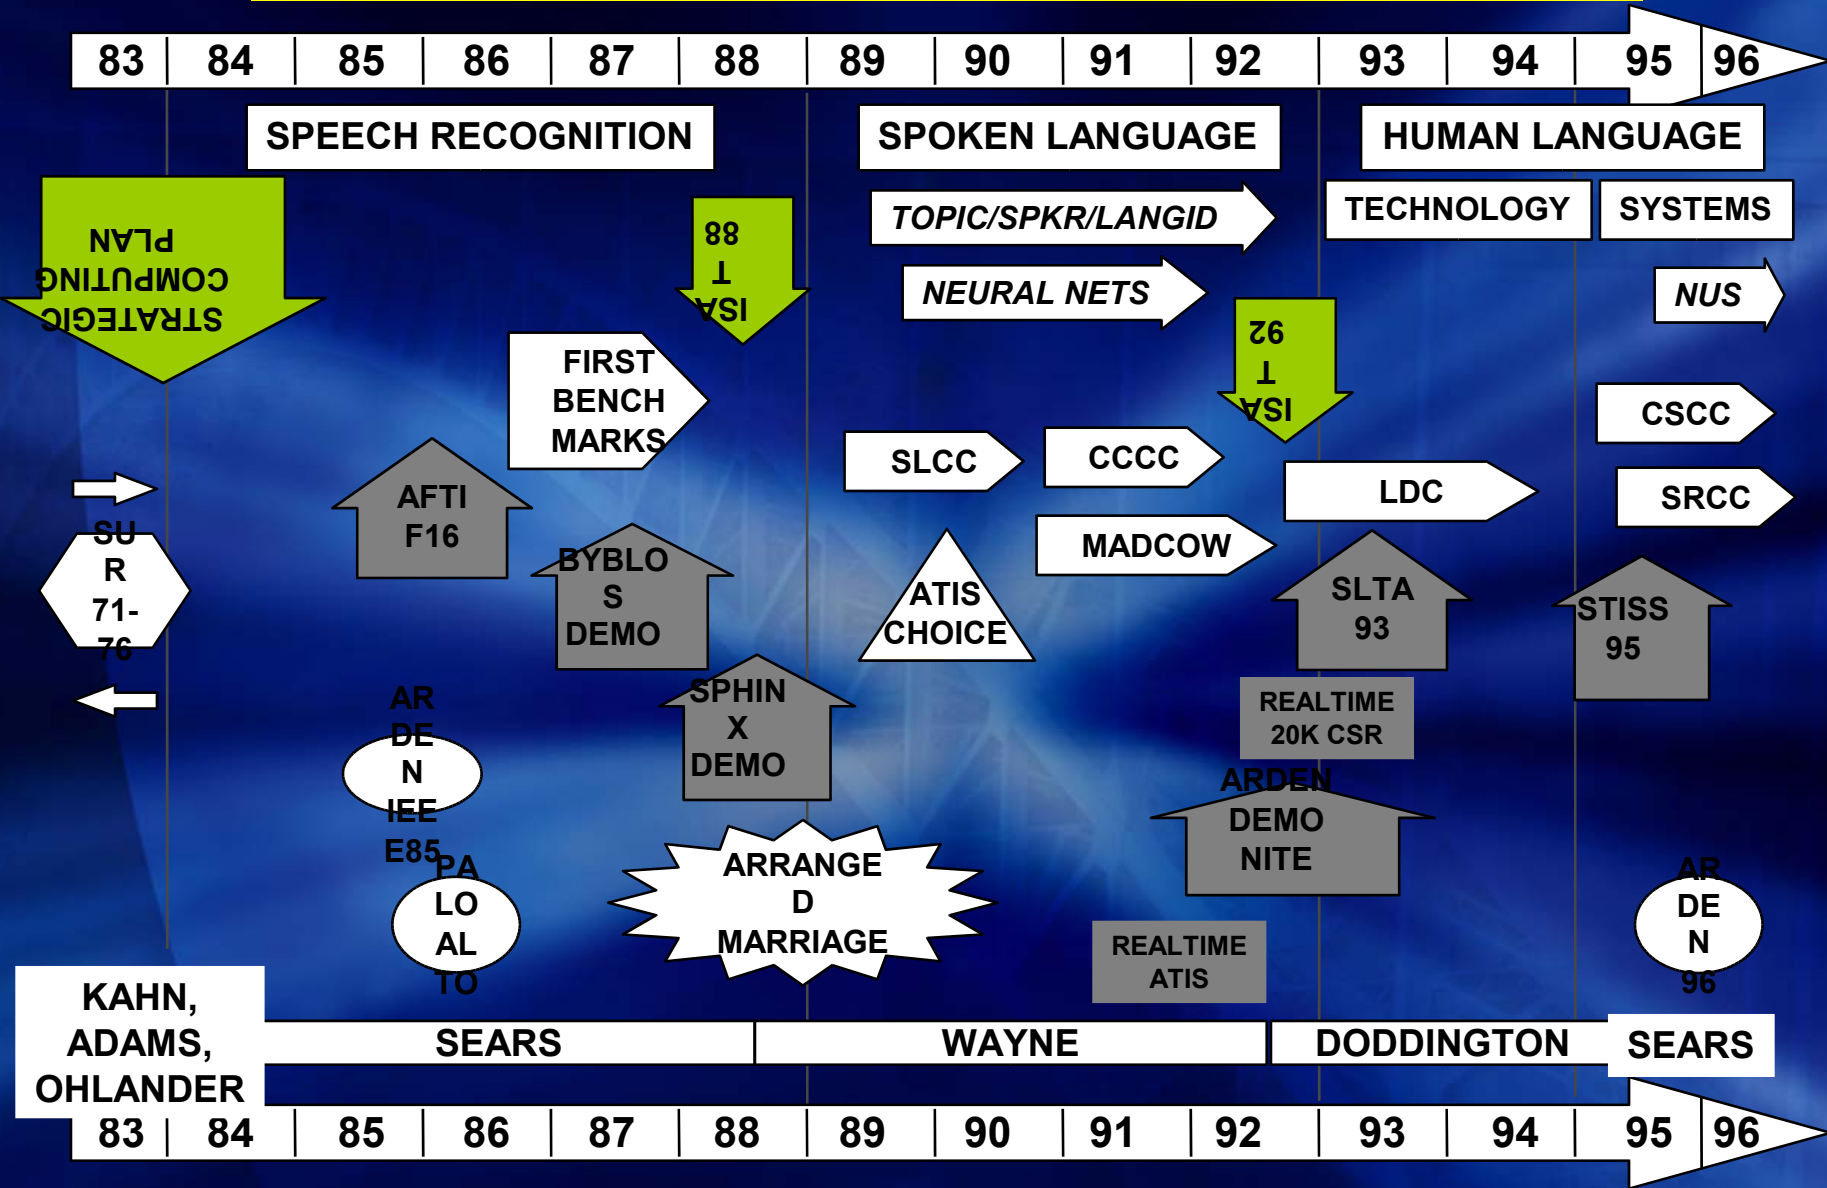 83 84 85 86 87 88 89 90 91 92 93 94 95 96
SPEECH RECOGNITION
SPOKEN LANGUAGE
HUMAN LANGUAGE
TECHNOLOGY
SYSTEMS
STRATEGIC
COMPUTING
PLAN
ISA
T
88
TOPIC/SPKR/LANGID
NEURAL NETS
NUS
ISA
T
92
FIRST
BENCH
MARKS
CSCC
SLCC
CCCC
LDC
SRCC
MADCOW
AFTI
F16
SU
R
71-
76
BYBLO
S
DEMO
ATIS
CHOICE
SLTA
93
STISS
95
SPHIN
X
DEMO
REALTIME
20K CSR
AR
DE
N
IEE
E85
ARDEN
DEMO
NITE
PA
LO
AL
TO
ARRANGE
D
MARRIAGE
REALTIME
ATIS
AR
DE
N
96
KAHN,
ADAMS,
OHLANDER
SEARS
WAYNE
DODDINGTON
SEARS
83 84 85 86 87 88 89 90 91 92 93 94 95 96